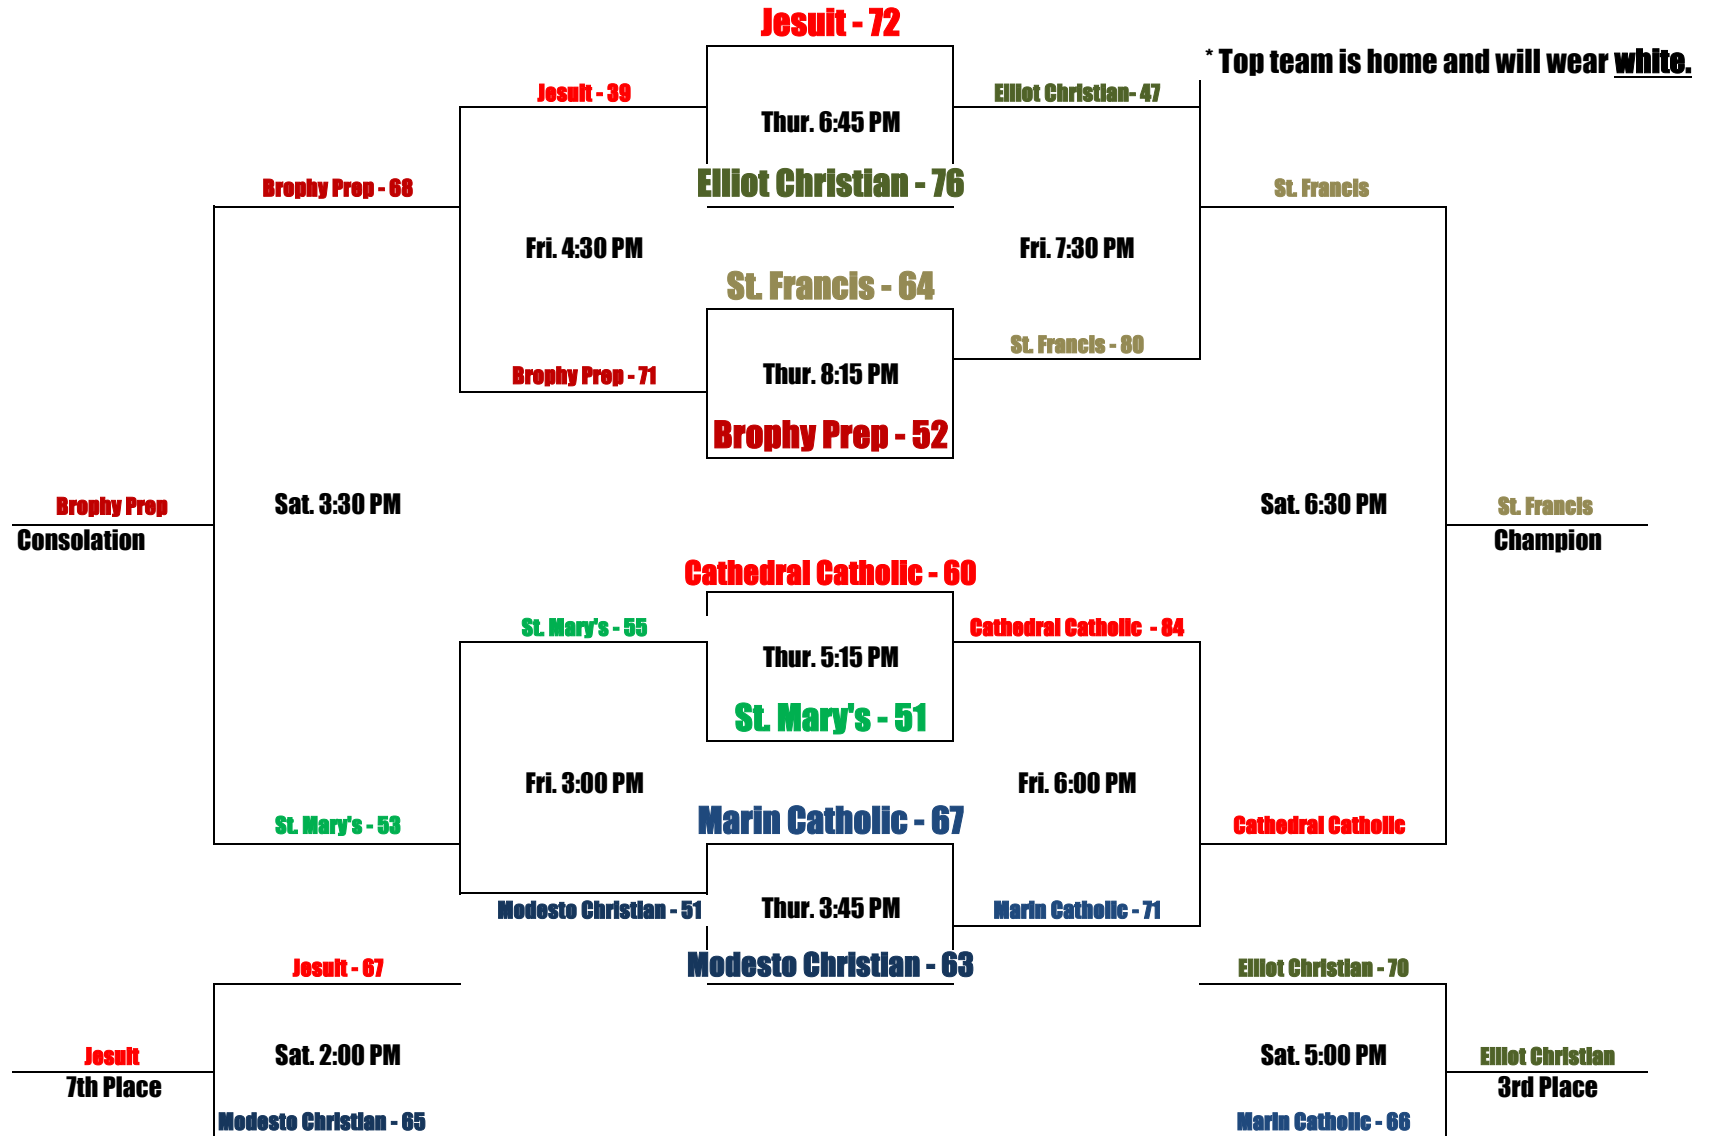 Jesuit - 72
* Top team is home and will wear white.
Jesuit - 39
Elliot Christian- 47
Thur. 6:45 PM
Elliot Christian - 76
Brophy Prep - 68
St. Francis
Fri. 4:30 PM
Fri. 7:30 PM
St. Francis - 64
St. Francis - 80
Brophy Prep - 71
Thur. 8:15 PM
Brophy Prep - 52
Brophy Prep
Sat. 3:30 PM
Sat. 6:30 PM
St. Francis
Consolation
Champion
Cathedral Catholic - 60
St. Mary's - 55
Cathedral Catholic  - 84
Thur. 5:15 PM
St. Mary's - 51
Fri. 3:00 PM
Fri. 6:00 PM
Marin Catholic - 67
St. Mary's - 53
Cathedral Catholic
Modesto Christian - 51
Thur. 3:45 PM
Marin Catholic - 71
Modesto Christian - 63
Jesuit - 67
Elliot Christian - 70
Jesuit
Sat. 2:00 PM
Sat. 5:00 PM
Elliot Christian
7th Place
3rd Place
Modesto Christian - 65
Marin Catholic - 66